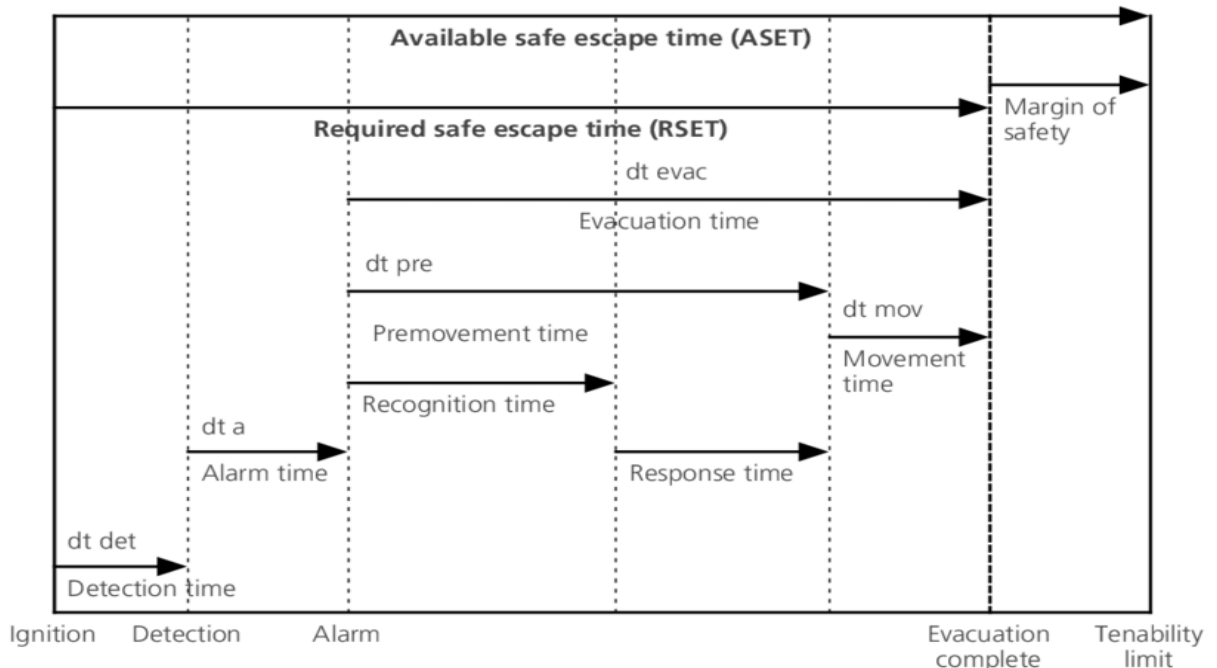 Available safe escape time (ASET)
Margin of
safety
Required safe escape time (RSET)
dt evac
Evacuation time
dt pre
Premovement time
dt mov
Movement
time
Recognition time
dt a
Alarm time
Response time
dt det
Detection time
Ignition
Detection
Alarm
Evacuation
complete
Tenability
limit